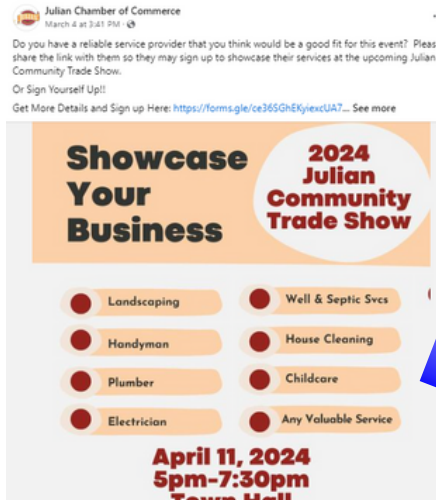 Julian Chamber of Commerce
March 4 at 3:41 PM ·
Do you have a reliable service provider that you think would be a good fit for this event? Pleas
share the link with them so they may sign up to showcase their services at the upcoming Julian
Community Trade Show.
Or Sign Yourself Up!!
Get More Details and Sign up Here: https://forms.gle/ce36SGhEKyiexcUA7... See more
Showcase
Your
Business
2024
Julian
Community
Trade Show
Landscaping
Handyman
Plumber
Electrician
Well & Septic Svcs
House Cleaning
Childcare
Any Valuable Service
April 11, 2024
5pm-7:30pm
Town Hall